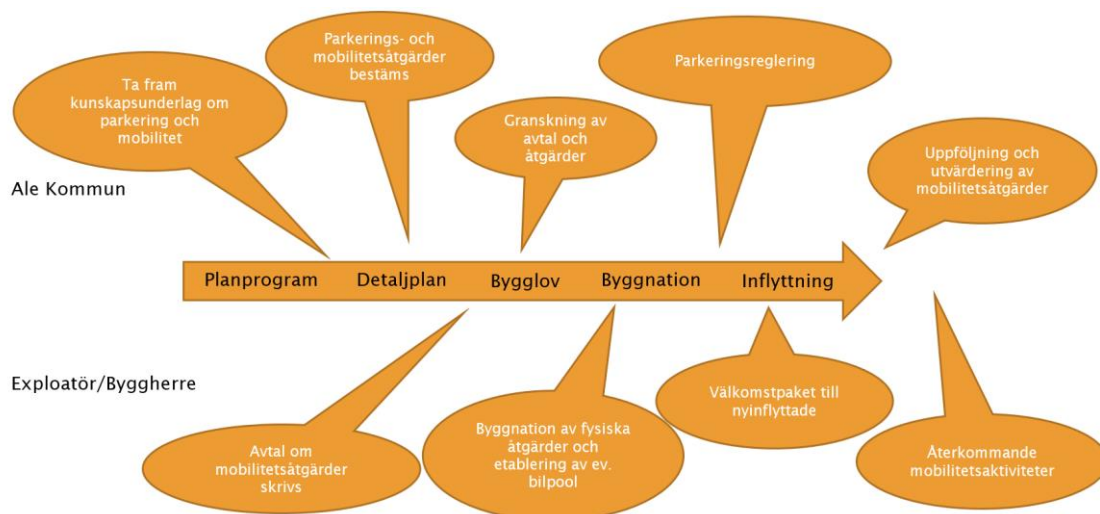 Ta fram
kunskapsunderlag om
parkering och
mobilitet
Parkerings- och
mobilitetsåtgärder
bestäms
Granskning av
avtal och
åtgärder
Parkeringsreglering
Uppföljning och
utvärdering av
mobilitetsåtgärder
Ale Kommun
Planprogram
Detaljplan
Bygglov
Byggnation
Inflyttning
Exploatör/Byggherre
Avtal om
mobilitetsåtgärder
skrivs
Byggnation av fysiska
åtgärder och
etablering av ev.
bilpool
Välkomstpaket till
nyinflyttade
Återkommande
mobilitetsaktiviteter